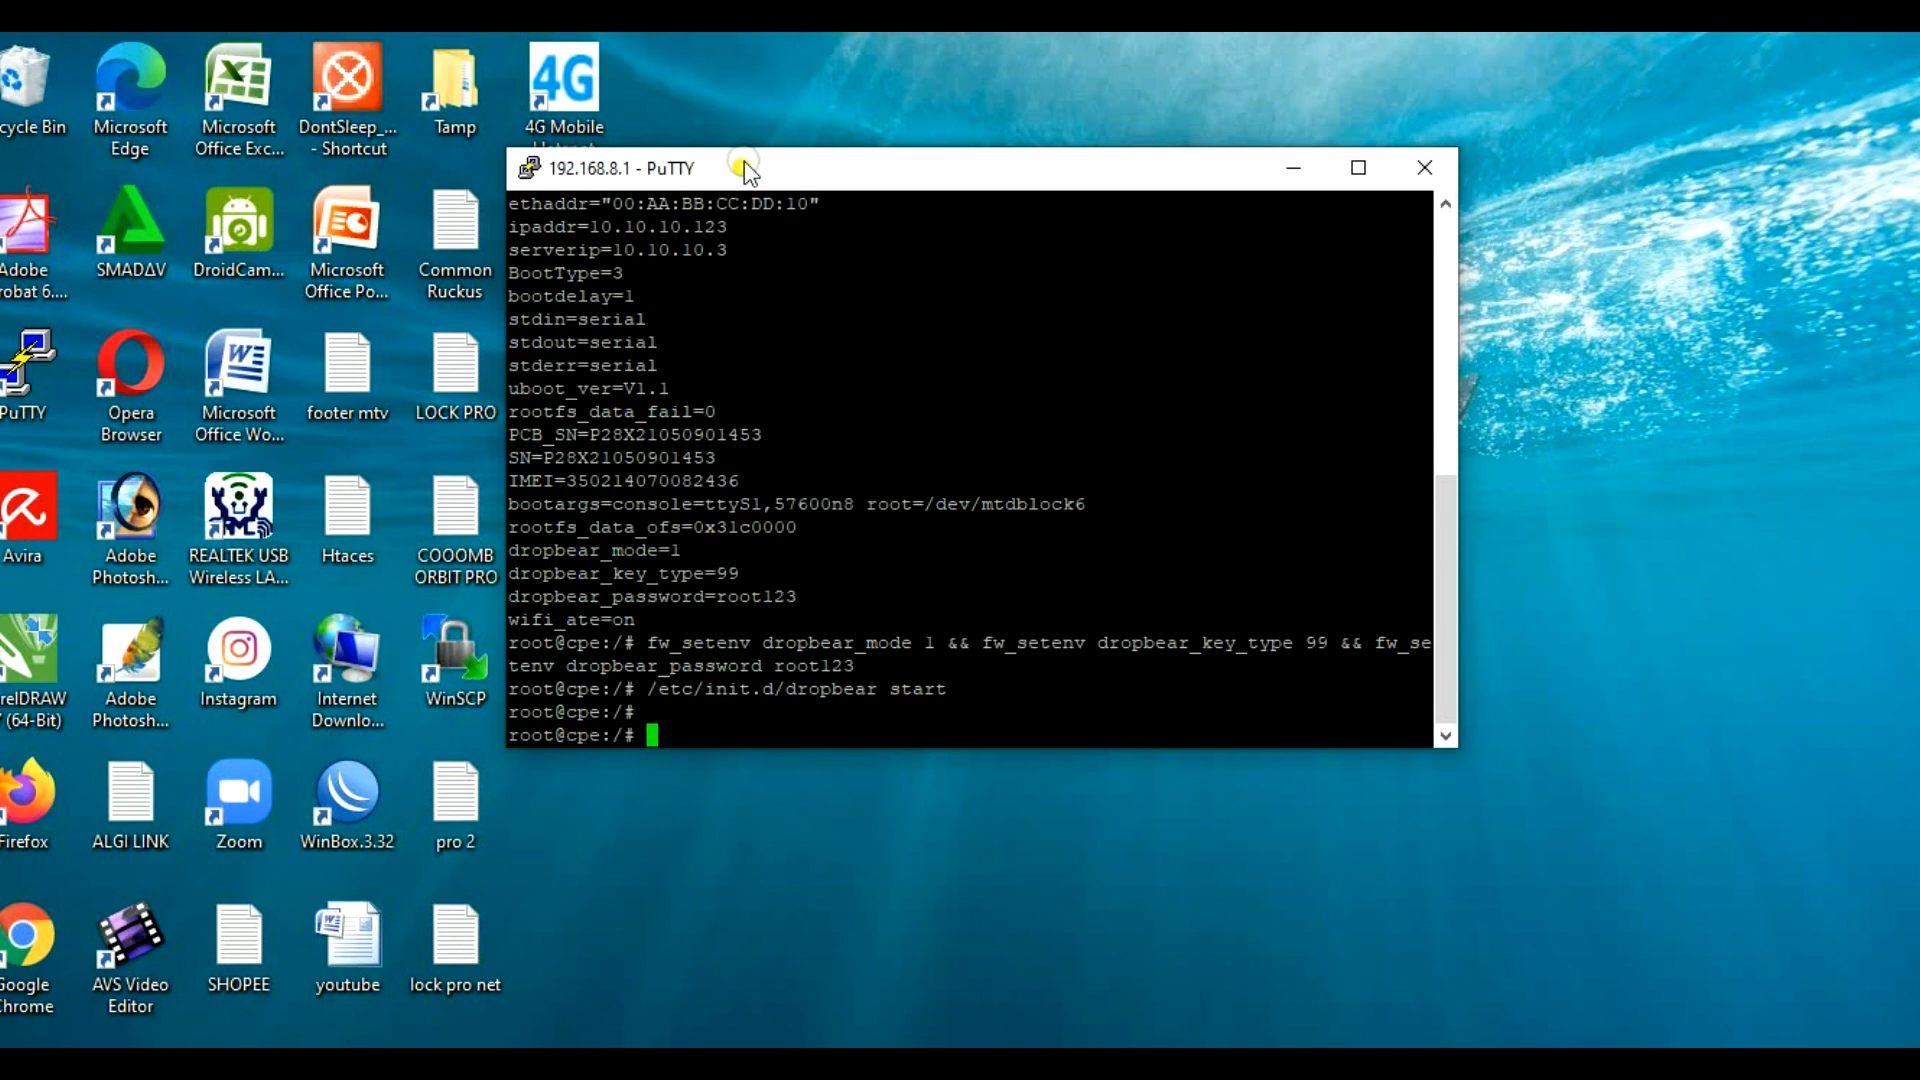 cycle Bin
Microsoft
Edge
Microsoft
Office Exc...
DontSleep_...
- Shortcut
Tamp
4G
4G Mobile
192.168.8.1 - PuTTY
ethaddr="00:AA:BB:CC:DD:10"
ipaddr=10.10.10.123
serverip=10.10.10.3
BootType=3
bootdelay=1
stdin=serial
stdout=serial
stderr=serial
uboot_ver=V1.1
rootfs_data_fail=0
PCB_SN=P28X21050901453
SN=P28X21050901453
IMEI=350214070082436
bootargs=console=ttyS1,57600n8 root=/dev/mtdblock6
rootfs_data_ofs=0x31c0000
dropbear_mode=1
dropbear_key_type=99
dropbear_password=root123
wifi_ate=on
root@cpe:/# fw_setenv dropbear_mode 1 && fw_setenv dropbear_key_type 99 && fw_se
tenv dropbear_password root123
root@cpe:/# /etc/init.d/dropbear start
root@cpe:/#
root@cpe:/#
Adobe
robat 6....
SMADΔV
DroidCam...
Microsoft
Office Po...
Common
Ruckus
PuTTY
Opera
Browser
Microsoft
Office Wo...
footer mtv
LOCK PRO
Avira
Adobe
Photosh...
REALTEK USB
Wireless LA...
Htaces
COOOMB
ORBIT PRO
relDRAW
(64-Bit)
Adobe
Photosh...
Instagram
Internet
Downlo...
WinSCP
Firefox
ALGI LINK
Zoom
WinBox.3.32
pro 2
Google
Chrome
AVS Video
Editor
SHOPEE
youtube
lock pro net